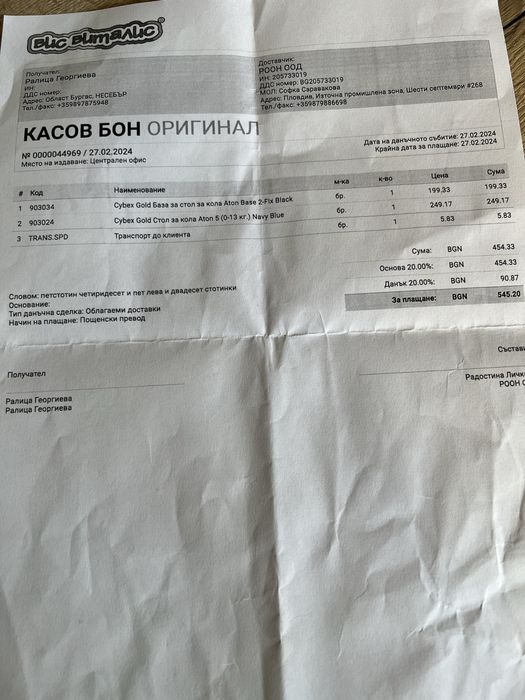 вис виталис
Получател:
Ралица Георгиева
ИН:
ДДС номер:
Адрес: Област Бургас, НЕСЕБЪР
Тел./факс: +359897875948
Доставчик:
РООН ООД
ИН: 205733019
ДДС номер: BG205733019
МОЛ: Софка Саравакова
Адрес: Пловдив, Източна промишлена зона, Шести септември #268
Тел./факс: +359879886698
КАСОВ БОН ОРИГИНАЛ
№ 0000044969 / 27.02.2024
Място на издаване: Централен офис
Дата на данъчното събитие: 27.02.2024
Крайна дата за плащане: 27.02.2024
# Код Наименование м-ка к-во Цена Сума
1 903034 Cybex Gold База за стол за кола Aton Base 2-Fix Black бр. 1 199.33 199.33
2 903024 Cybex Gold Стол за кола Aton 5 (0-13 кг.) Navy Blue бр. 1 249.17 249.17
3 TRANS.SPD Транспорт до клиента бр. 1 5.83 5.83
Сума: BGN 454.33
Основа 20.00%: BGN 454.33
Данък 20.00%: BGN 90.87
За плащане: BGN 545.20
Словом: петстотин четиридесет и пет лева и двадесет стотинки
Основание:
Тип данъчна сделка: Облагаеми доставки
Начин на плащане: Пощенски превод
Получател
Ралица Георгиева
Ралица Георгиева
Състави
Радостина Личк
РООН О